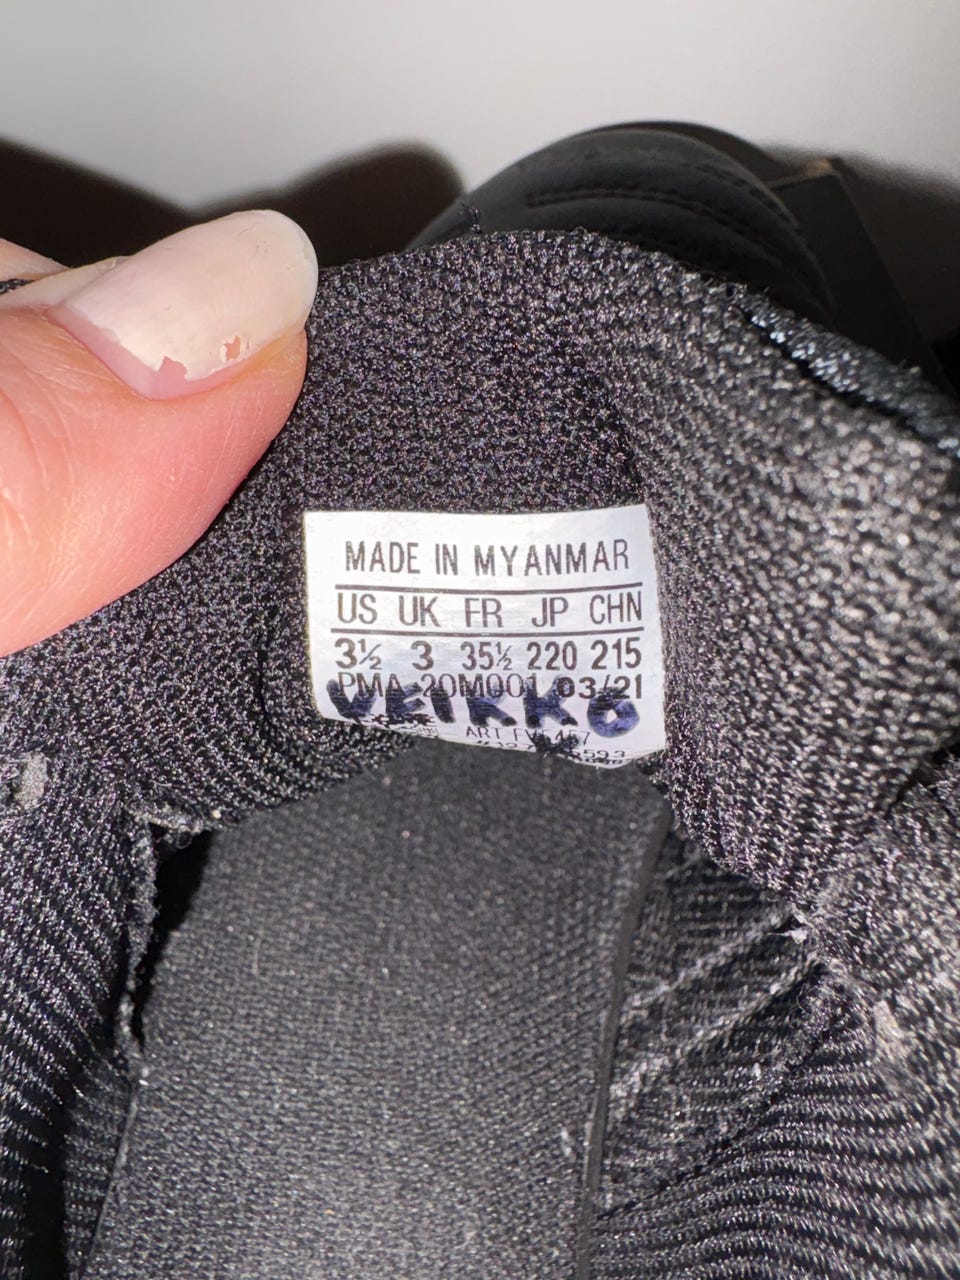 MADE IN MYANMAR
US UK FR JP CHN
3½ 3 35½ 220 215
PMA 20M001 03/21
VEIKKO
ART